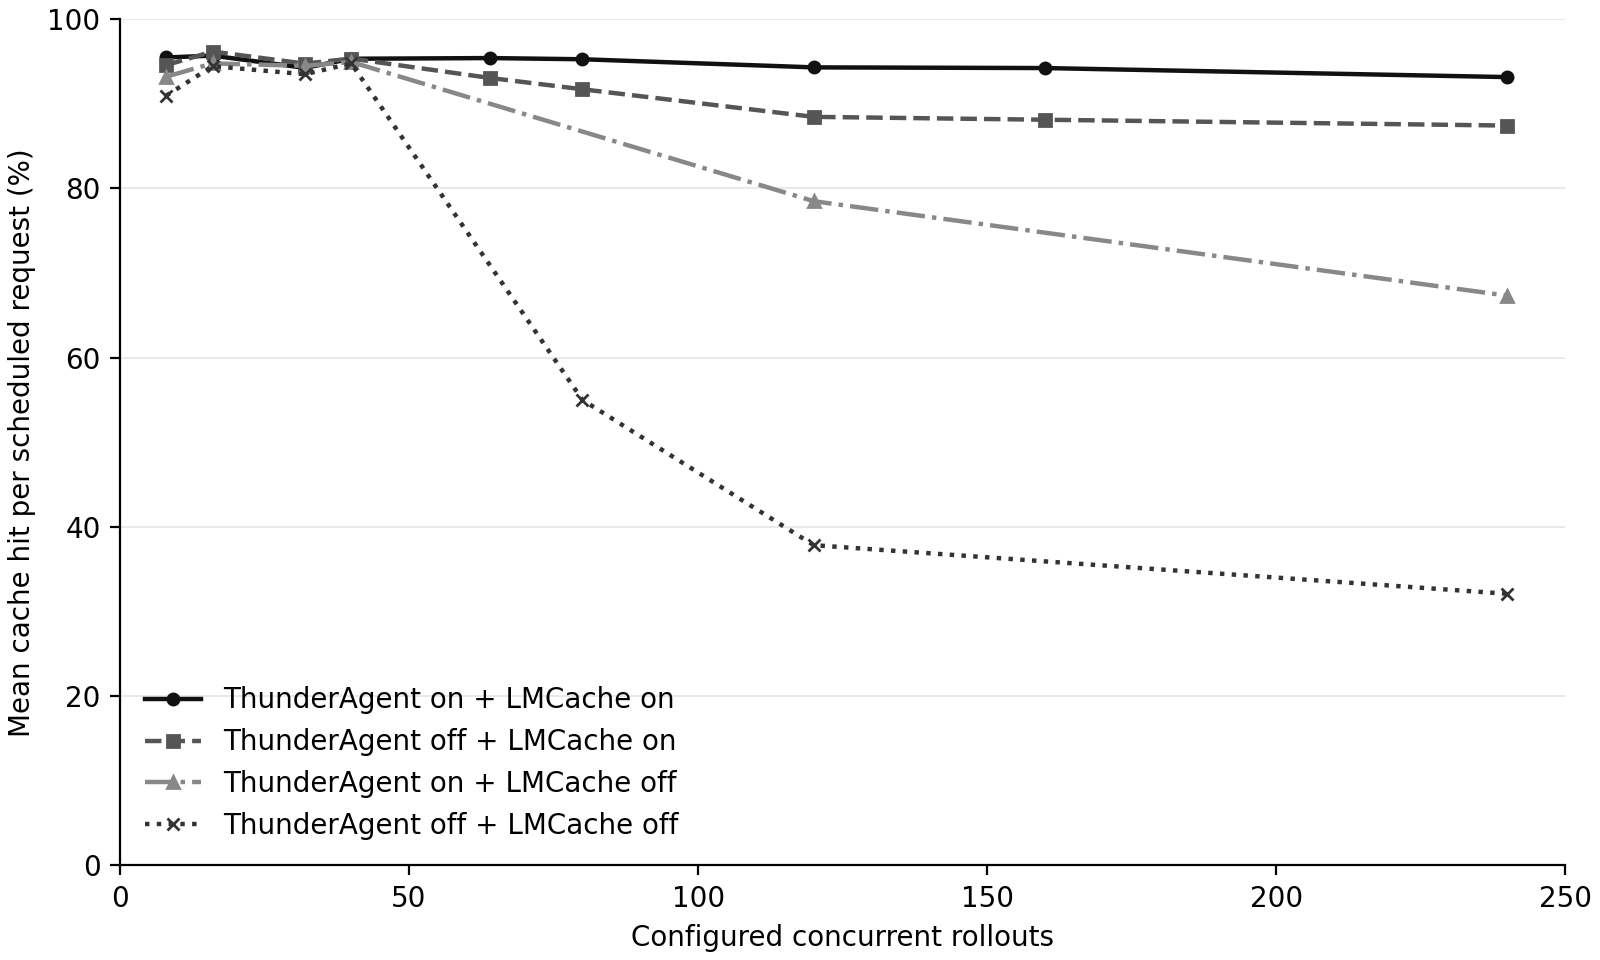 Mean cache hit per scheduled request (%)
100
80
60
40
20
0
ThunderAgent on + LMCache on
ThunderAgent off + LMCache on
ThunderAgent on + LMCache off
ThunderAgent off + LMCache off
0 50 100 150 200 250
Configured concurrent rollouts